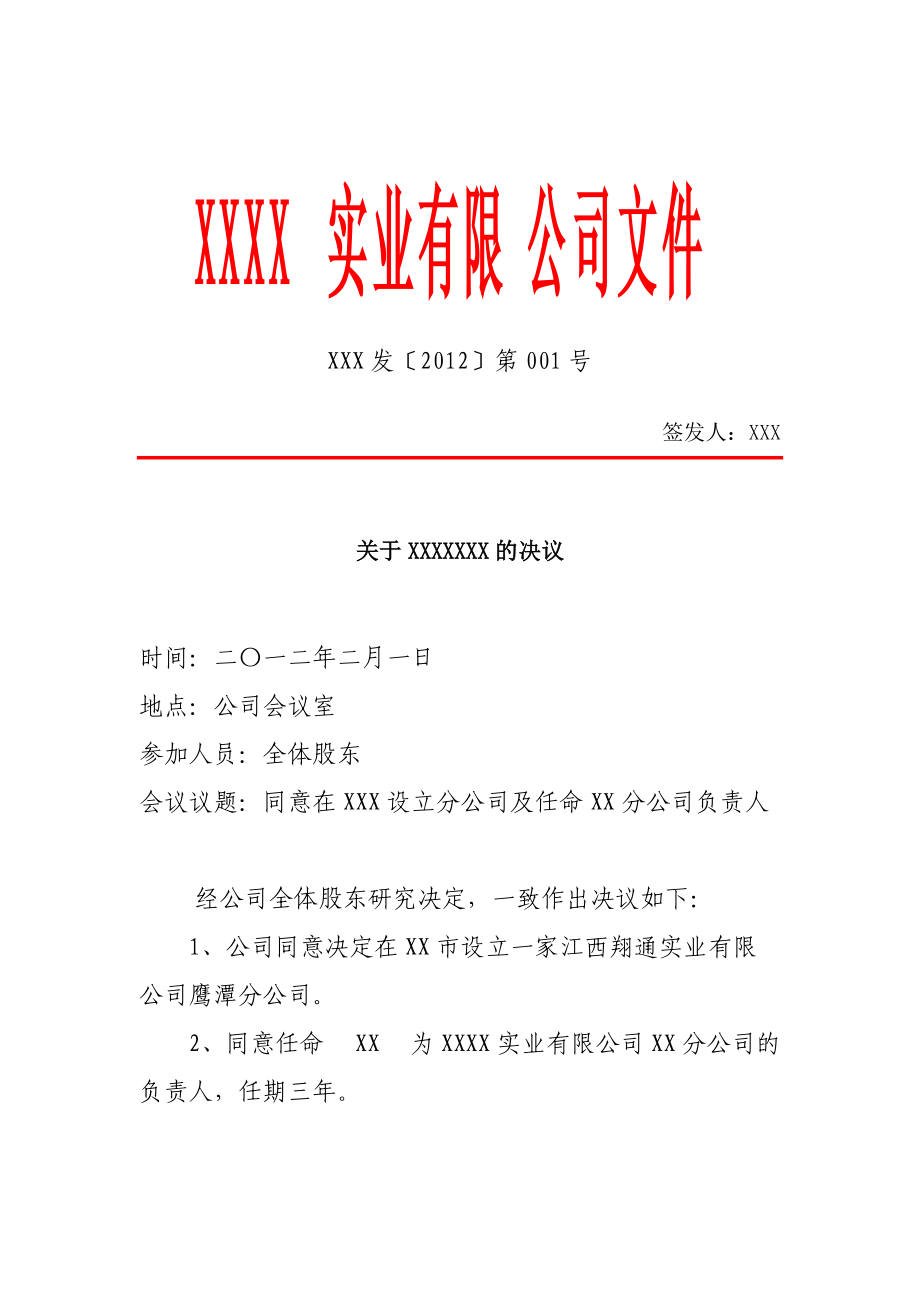 XXXX 实业有限 公司文件
XXX 发〔2012〕第 001 号
签发人：XXX
关于 XXXXXXX 的决议
时间：二〇一二年二月一日
地点：公司会议室
参加人员：全体股东
会议议题：同意在 XXX 设立分公司及任命 XX 分公司负责人
经公司全体股东研究决定，一致作出决议如下：
1、公司同意决定在 XX 市设立一家江西翔通实业有限
公司鹰潭分公司。
2、同意任命 XX 为 XXXX 实业有限公司 XX 分公司的
负责人，任期三年。